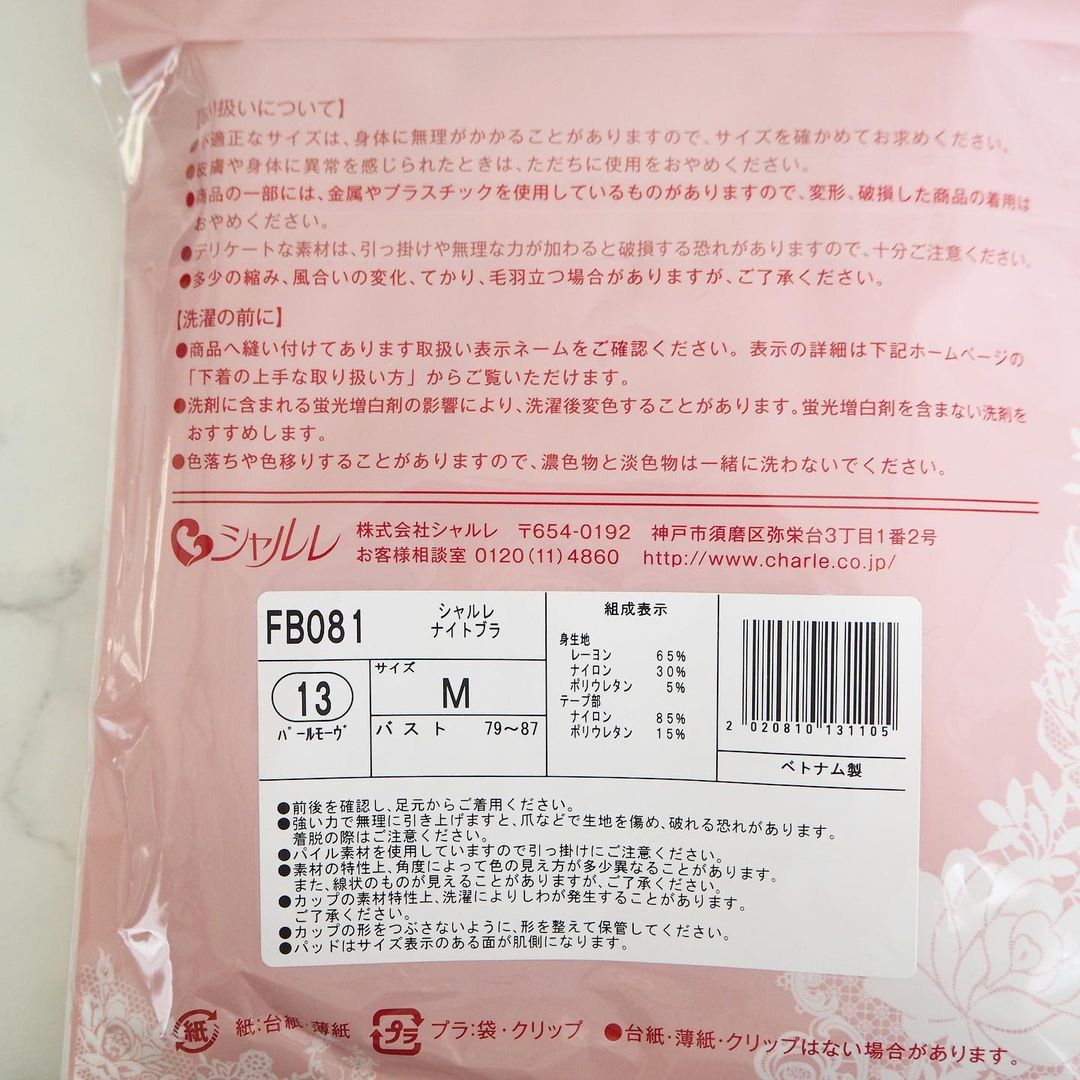 扱いについて】
適正なサイズは、身体に無理がかかることがありますので、サイズを確かめてお求めください。
●皮膚や身体に異常を感じられたときは、ただちに使用をおやめください。
●商品の一部には、金属やプラスチックを使用しているものがありますので、変形、破損した商品の着用は
おやめください。
●デリケートな素材は、引っ掛けや無理な力が加わると破損する恐れがありますので、十分ご注意ください。
●多少の縮み、風合いの変化、てかり、毛羽立つ場合がありますが、ご了承ください。
【洗濯の前に】
●商品へ縫い付けてあります取扱い表示ネームをご確認ください。表示の詳細は下記ホームページの
「下着の上手な取り扱い方」からご覧いただけます。
●洗剤に含まれる蛍光増白剤の影響により、洗濯後変色することがあります。蛍光増白剤を含まない洗剤を
おすすめします。
●色落ちや色移りすることがありますので、濃色物と淡色物は一緒に洗わないでください。
シャルレ
株式会社シャルレ 〒654-0192 神戸市須磨区弥栄台3丁目1番2号
お客様相談室 0120(11)4860 http://www.charle.co.jp/
FB081
シャルレ
ナイトブラ
13
パールモーヴ
サイズ
M
バスト 79〜87
組成表示
身生地
レーヨン 65%
ナイロン 30%
ポリウレタン 5%
テープ部
ナイロン 85%
ポリウレタン 15%
2 020810 131105
ベトナム製
●前後を確認し、足元からご着用ください。
●強い力で無理に引き上げますと、爪などで生地を傷め、破れる恐れがあります。
着脱の際はご注意ください。
●パイル素材を使用していますので引っ掛けにご注意ください。
●素材の特性上、角度によって色の見え方が多少異なることがあります。
また、線状のものが見えることがありますが、ご了承ください。
●カップの素材特性上、洗濯によりしわが発生することがあります。
ご了承ください。
●カップの形をつぶさないように、形を整えて保管してください。
●パッドはサイズ表示のある面が肌側になります。
紙 紙:台紙・薄紙 プラ プラ:袋・クリップ ●台紙・薄紙・クリップはない場合があります。